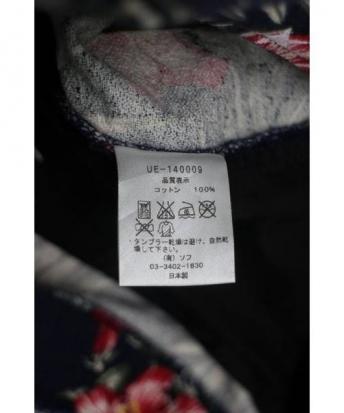 UE-140009
品質表示
コットン 100%
*タンブラー乾燥は避け、自然乾
燥して下さい。
(有) ソフ
03-3402-1830
日本製